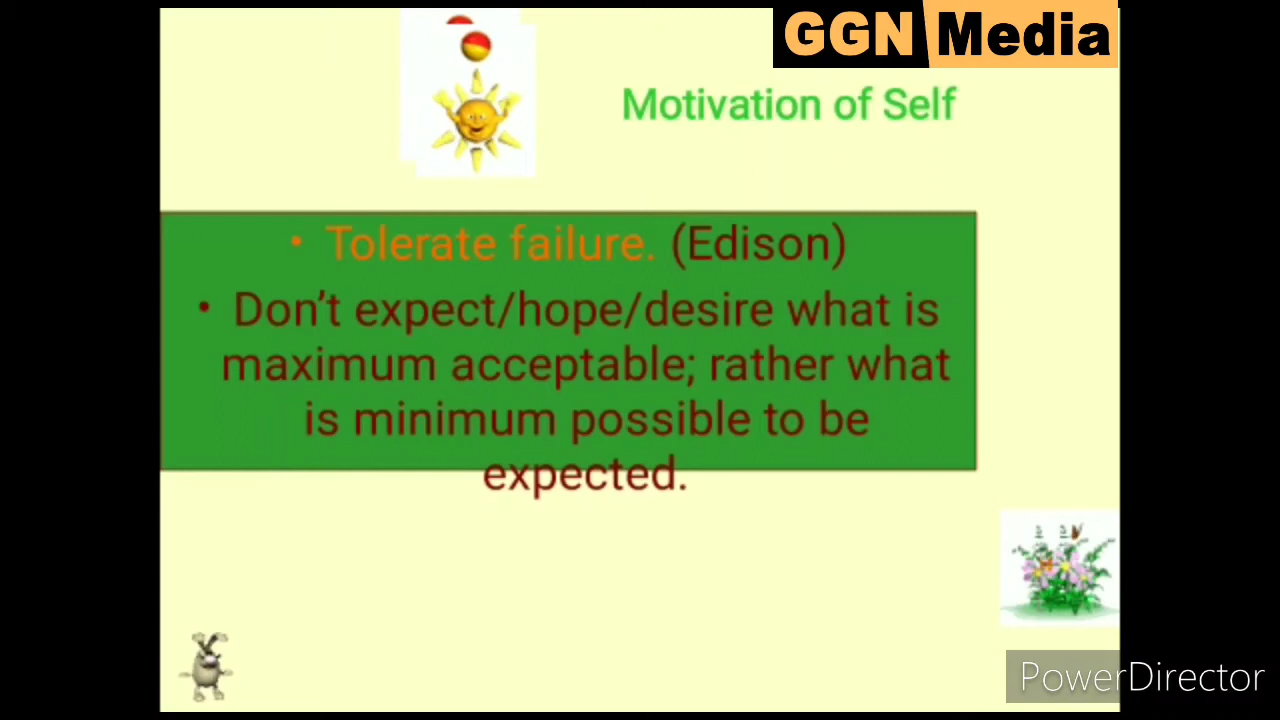 GGN Media
Motivation of Self
• Tolerate failure. (Edison)
• Don’t expect/hope/desire what is
maximum acceptable; rather what
is minimum possible to be
expected.
PowerDirector